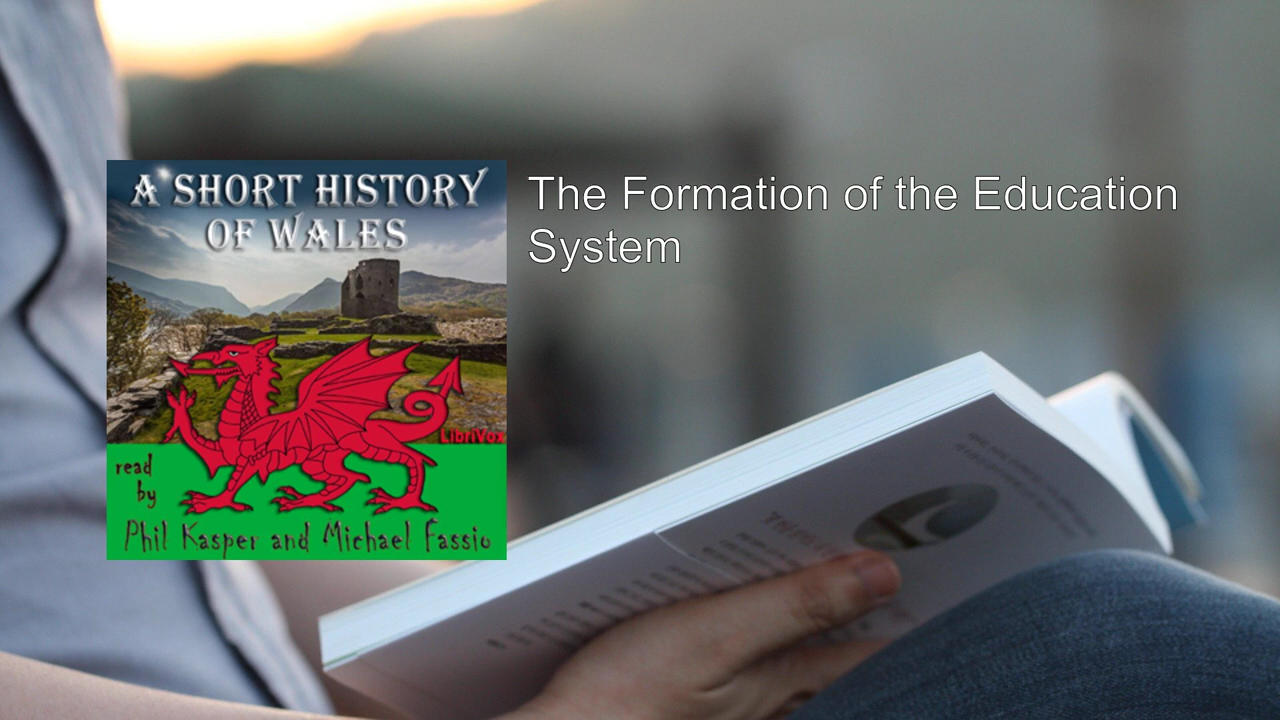 A SHORT HISTORY
OF WALES
LibriVox
read
by
Phil Kasper and Michael Fassio
The Formation of the Education
System